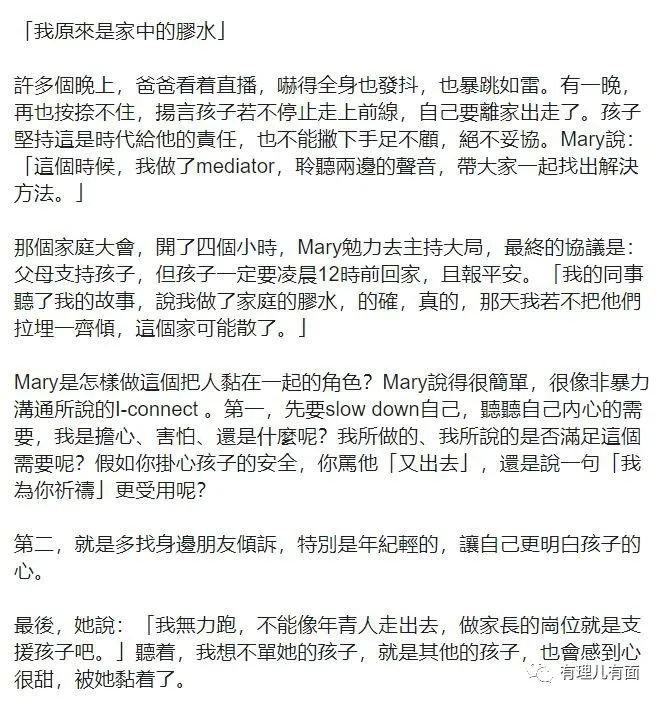 「我原來是家中的膠水」
許多個晚上，爸爸看着直播，嚇得全身也發抖，也暴跳如雷。有一晚，
再也按捺不住，揚言孩子若不停止走上前線，自己要離家出走了。孩子
堅持這是時代給他的責任，也不能撇下手足不顧，絕不妥協。Mary說：
「這個時候，我做了mediator，聆聽兩邊的聲音，帶大家一起找出解決
方法。」
那個家庭大會，開了四個小時，Mary勉力去主持大局，最終的協議是：
父母支持孩子，但孩子一定要凌晨12時前回家，且報平安。「我的同事
聽了我的故事，說我做了家庭的膠水，的確，真的，那天我若不把他們
拉埋一齊傾，這個家可能散了。」
Mary是怎樣做這個把人黏在一起的角色？Mary說得很簡單，很像非暴力
溝通所說的I-connect 。第一，先要slow down自己，聽聽自己內心的需
要，我是擔心、害怕、還是什麼呢？我所做的、我所說的是否滿足這個
需要呢？假如你掛心孩子的安全，你罵他「又出去」，還是說一句「我
為你祈禱」更受用呢？
第二，就是多找身邊朋友傾訴，特別是年紀輕的，讓自己更明白孩子的
心。
最後，她說：「我無力跑，不能像年青人走出去，做家長的崗位就是支
援孩子吧。」聽着，我想不單她的孩子，就是其他的孩子，也會感到心
很甜，被她黏着了。
有理儿有面